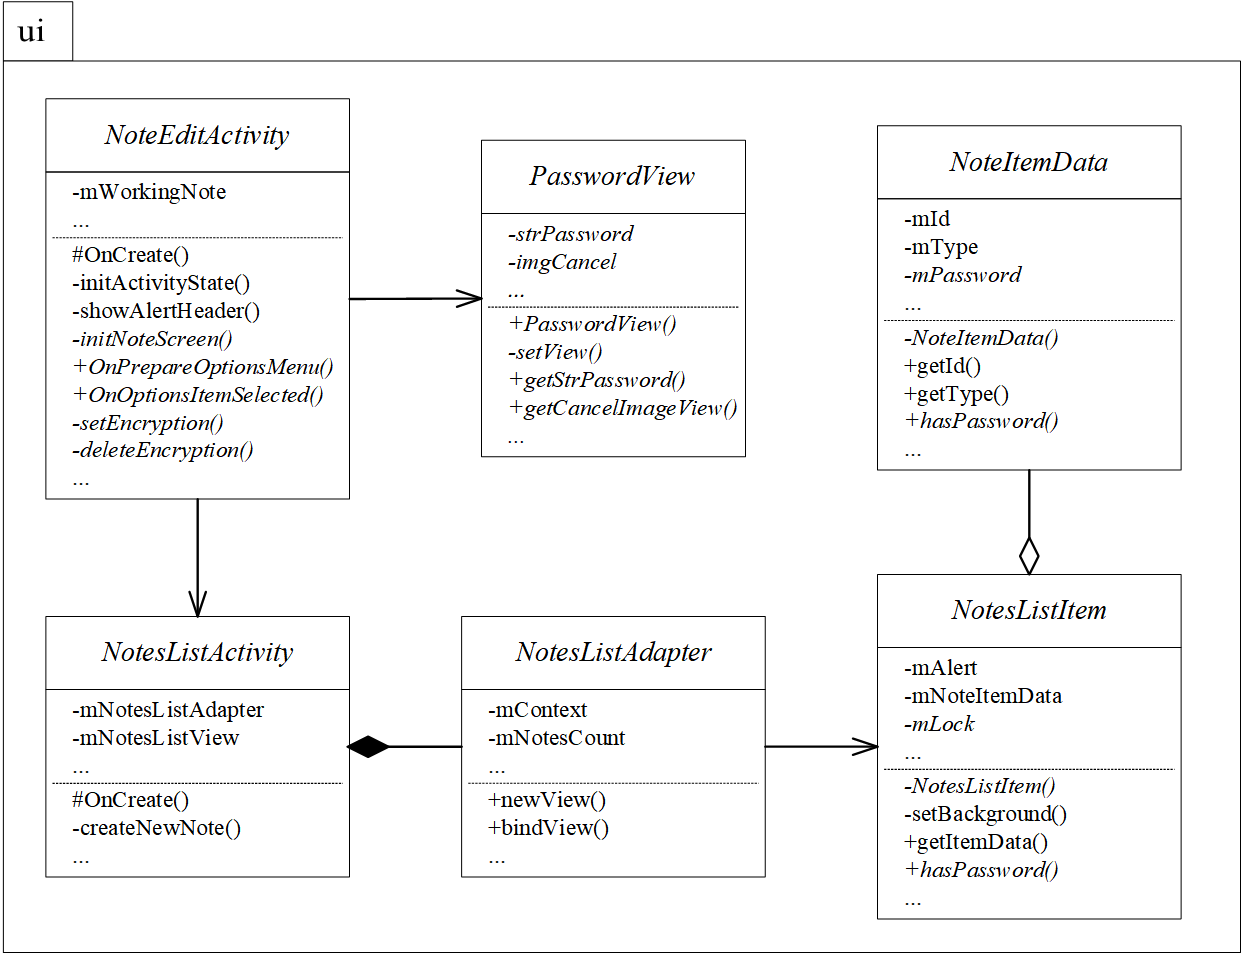 ui
NoteEditActivity
-mWorkingNote
...
#OnCreate()
-initActivityState()
-showAlertHeader()
-initNoteScreen()
+OnPrepareOptionsMenu()
+OnOptionsItemSelected()
-setEncryption()
-deleteEncryption()
...
PasswordView
-strPassword
-imgCancel
...
+PasswordView()
-setView()
+getStrPassword()
+getCancelImageView()
...
NoteItemData
-mId
-mType
-mPassword
...
-NoteItemData()
+getId()
+getType()
+hasPassword()
...
NotesListActivity
-mNotesListAdapter
-mNotesListView
...
#OnCreate()
-createNewNote()
...
NotesListAdapter
-mContext
-mNotesCount
...
+newView()
+bindView()
...
NotesListItem
-mAlert
-mNoteItemData
-mLock
...
-NotesListItem()
-setBackground()
+getItemData()
+hasPassword()
...